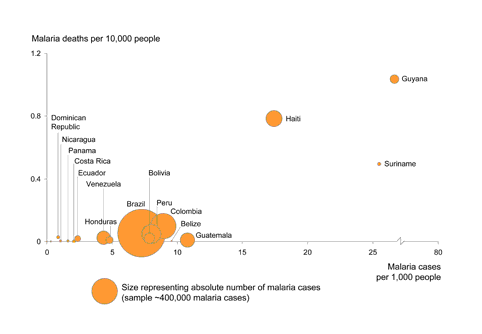 Malaria deaths per 10,000 people
1.2
Guyana
0.8
Haiti
Dominican
Republic
Nicaragua
Panama
Suriname
Costa Rica
Ecuador
Bolivia
0.4
Venezuela
Brazil
Peru
Colombia
Honduras
Belize
Guatemala
0
0
5
10
15
20
25
80
Malaria cases
per 1,000 people
Size representing absolute number of malaria cases
(sample ~400,000 malaria cases)